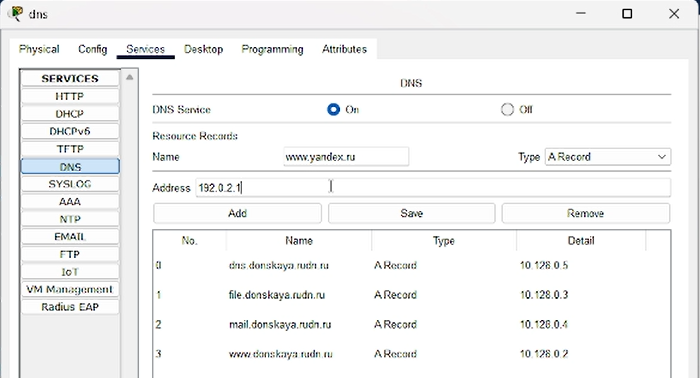 dns
Physical Config Services Desktop Programming Attributes
SERVICES
HTTP
DHCP
DHCPv6
TFTP
DNS
SYSLOG
AAA
NTP
EMAIL
FTP
IoT
VM Management
Radius EAP
DNS
DNS Service On Off
Resource Records
Name www.yandex.ru Type A Record
Address 192.0.2.1
Add Save Remove
No. Name Type Detail
0 dns.donskaya.rudn.ru A Record 10.128.0.5
1 file.donskaya.rudn.ru A Record 10.128.0.3
2 mail.donskaya.rudn.ru A Record 10.128.0.4
3 www.donskaya.rudn.ru A Record 10.128.0.2